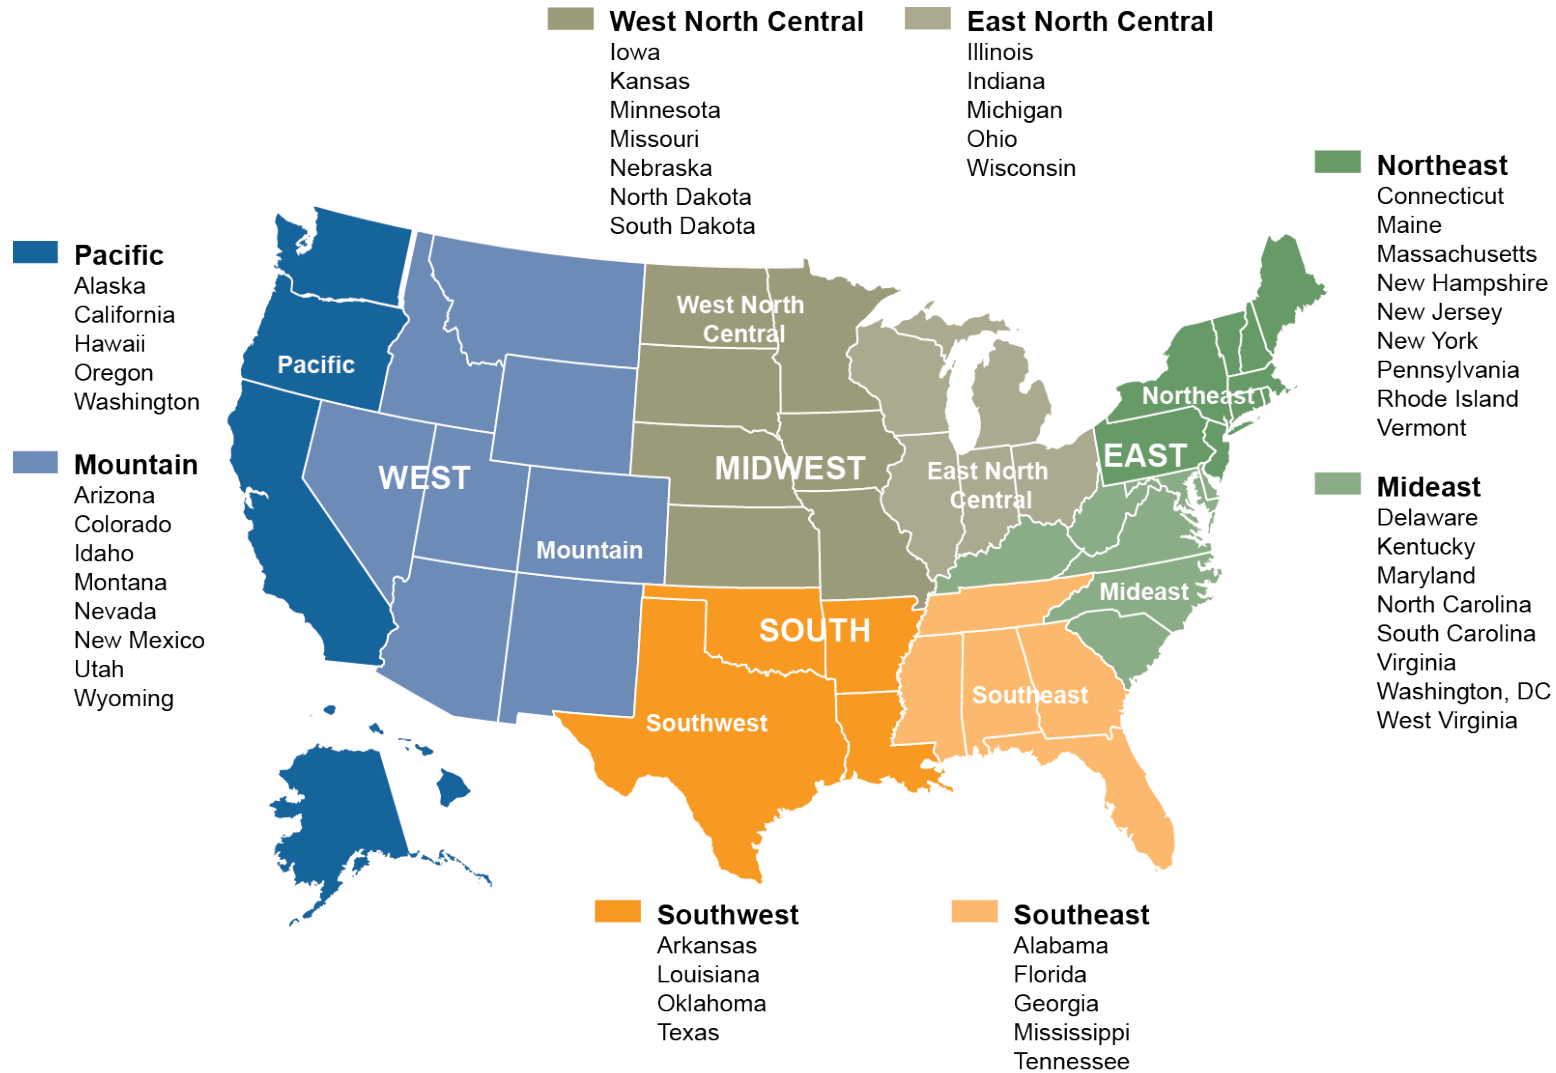 West North Central
Iowa
Kansas
Minnesota
Missouri
Nebraska
North Dakota
South Dakota
East North Central
Illinois
Indiana
Michigan
Ohio
Wisconsin
Northeast
Connecticut
Maine
Massachusetts
New Hampshire
New Jersey
New York
Pennsylvania
Rhode Island
Vermont
Pacific
Alaska
California
Hawaii
Oregon
Washington
Mountain
Arizona
Colorado
Idaho
Montana
Nevada
New Mexico
Utah
Wyoming
Mideast
Delaware
Kentucky
Maryland
North Carolina
South Carolina
Virginia
Washington, DC
West Virginia
West North
Central
Pacific
Northeast
EAST
WEST
MIDWEST
East North
Central
Mountain
Mideast
SOUTH
Southeast
Southwest
Southwest
Arkansas
Louisiana
Oklahoma
Texas
Southeast
Alabama
Florida
Georgia
Mississippi
Tennessee